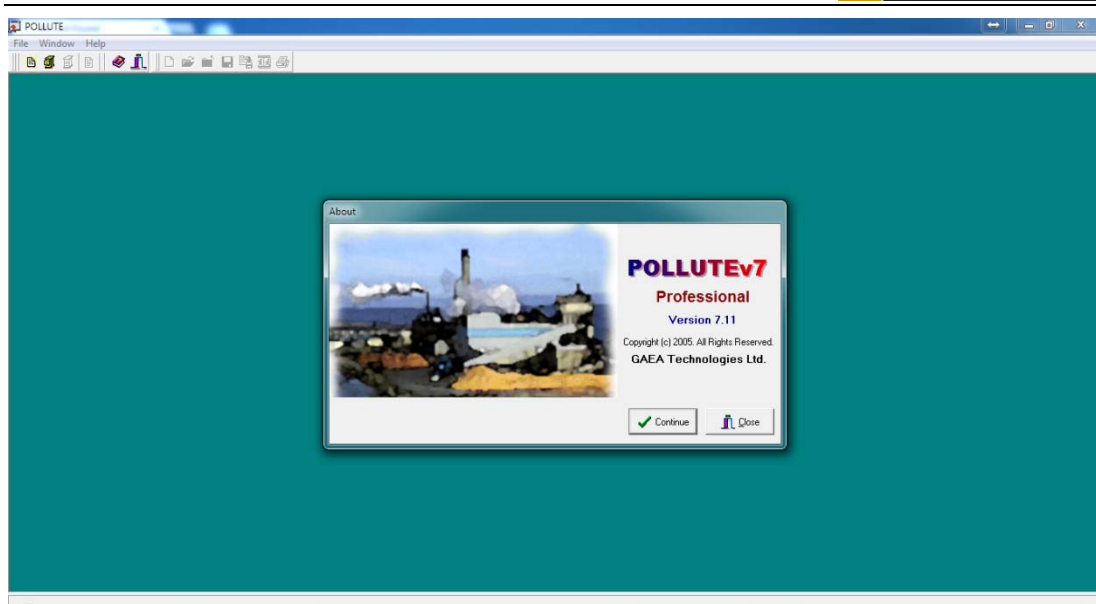 POLLUTE
File Window Help
About
POLLUTEv7
Professional
Version 7.11
Copyright (c) 2005. All Rights Reserved.
GAEA Technologies Ltd.
Continue Close